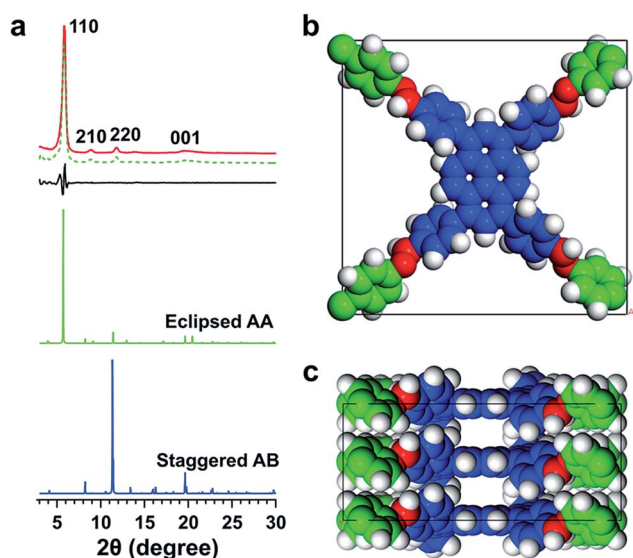 a
110
210
220
001
Eclipsed AA
Staggered AB
5
10
15
20
25
30
2θ (degree)
b
A
c